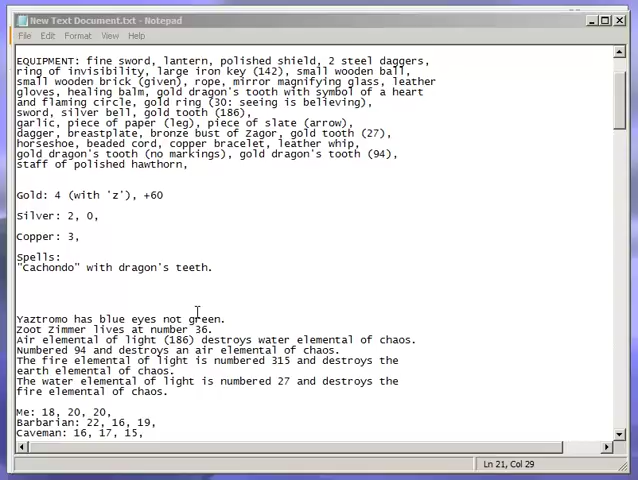 New Text Document.txt - Notepad
File Edit Format View Help
EQUIPMENT: fine sword, lantern, polished shield, 2 steel daggers,
ring of invisibility, large iron key (142), small wooden ball,
small wooden brick (given), rope, mirror magnifying glass, leather
gloves, healing balm, gold dragon's tooth with symbol of a heart
and flaming circle, gold ring (30: seeing is believing),
sword, silver bell, gold tooth (186),
garlic, piece of paper (leg), piece of slate (arrow),
dagger, breastplate, bronze bust of Zagor, gold tooth (27),
horseshoe, beaded cord, copper bracelet, leather whip,
gold dragon's tooth (no markings), gold dragon's tooth (94),
staff of polished hawthorn,
Gold: 4 (with 'z'), +60
Silver: 2, 0,
Copper: 3,
Spells:
"Cachondo" with dragon's teeth.
Yaztromo has blue eyes not green.
Zoot Zimmer lives at number 36.
Air elemental of light (186) destroys water elemental of chaos.
Numbered 94 and destroys an air elemental of chaos.
The fire elemental of light is numbered 315 and destroys the
earth elemental of chaos.
The water elemental of light is numbered 27 and destroys the
fire elemental of chaos.
Me: 18, 20, 20,
Barbarian: 22, 16, 19,
Caveman: 16, 17, 15,
Ln 21, Col 29